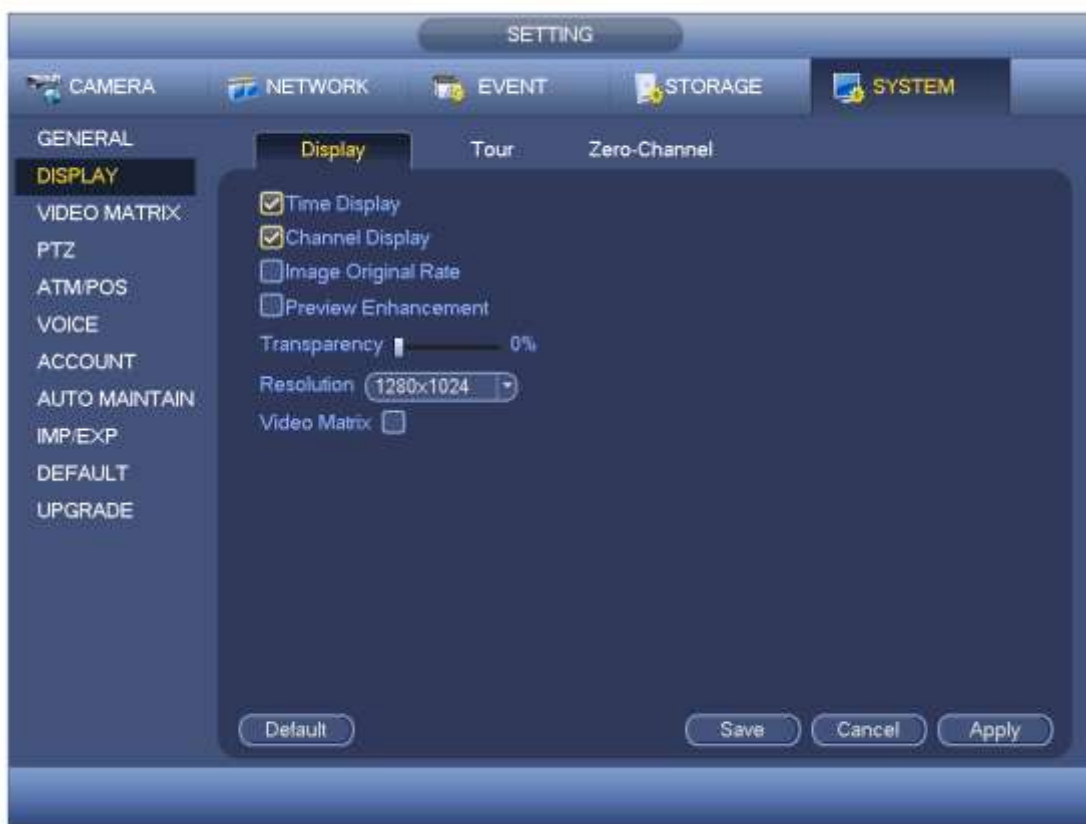 SETTING
CAMERA NETWORK EVENT STORAGE SYSTEM
GENERAL
DISPLAY
VIDEO MATRIX
PTZ
ATM/POS
VOICE
ACCOUNT
AUTO MAINTAIN
IMP/EXP
DEFAULT
UPGRADE
Display Tour Zero-Channel
Time Display
Channel Display
Image Original Rate
Preview Enhancement
Transparency 0%
Resolution 1280x1024
Video Matrix
Default Save Cancel Apply